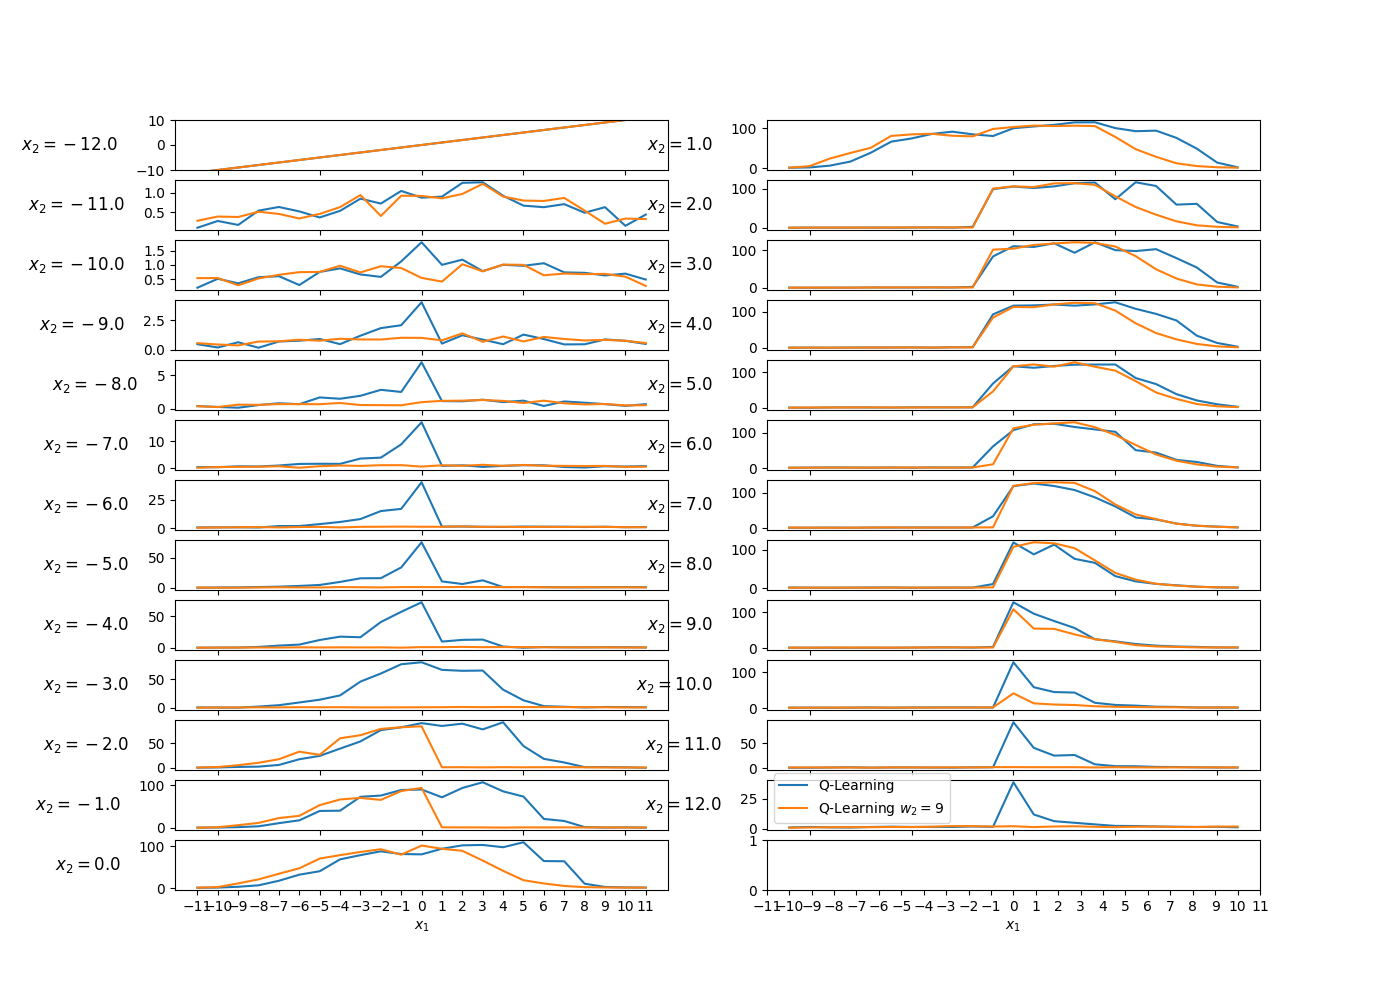 x₂ = −12.0
10
0
−10
x₂ = −11.0
1.0
0.5
x₂ = −10.0
1.5
1.0
0.5
x₂ = −9.0
2.5
0.0
x₂ = −8.0
5
0
x₂ = −7.0
10
0
x₂ = −6.0
25
0
x₂ = −5.0
50
0
x₂ = −4.0
50
0
x₂ = −3.0
50
0
x₂ = −2.0
50
0
x₂ = −1.0
100
0
x₂ = 0.0
100
0
−11 −10 −9 −8 −7 −6 −5 −4 −3 −2 −1 0 1 2 3 4 5 6 7 8 9 10 11
x₁
x₂ = 1.0
100
0
x₂ = 2.0
100
0
x₂ = 3.0
100
0
x₂ = 4.0
100
0
x₂ = 5.0
100
0
x₂ = 6.0
100
0
x₂ = 7.0
100
0
x₂ = 8.0
100
0
x₂ = 9.0
100
0
x₂ = 10.0
100
0
x₂ = 11.0
50
0
x₂ = 12.0
25
0
Q-Learning
Q-Learning w₂ = 9
1
0
−11 −10 −9 −8 −7 −6 −5 −4 −3 −2 −1 0 1 2 3 4 5 6 7 8 9 10 11
x₁